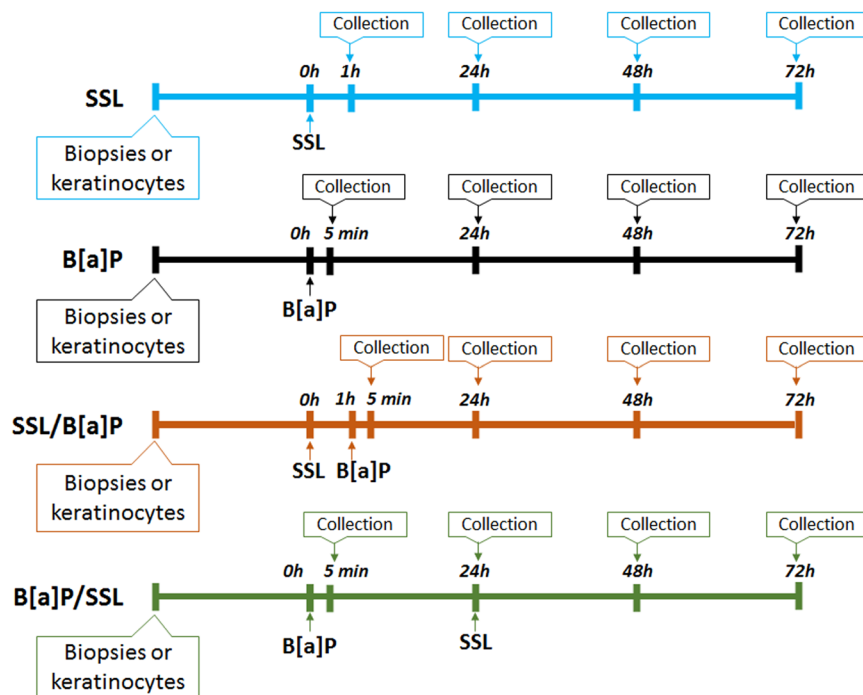 Collection Collection Collection Collection
0h 1h 24h 48h 72h
SSL
SSL
Biopsies or
keratinocytes
Collection Collection Collection Collection
0h 5 min 24h 48h 72h
B[a]P
B[a]P
Biopsies or
keratinocytes
Collection Collection Collection Collection
0h 1h 5 min 24h 48h 72h
SSL/B[a]P
SSL B[a]P
Biopsies or
keratinocytes
Collection Collection Collection Collection
0h 5 min 24h 48h 72h
B[a]P/SSL
B[a]P SSL
Biopsies or
keratinocytes